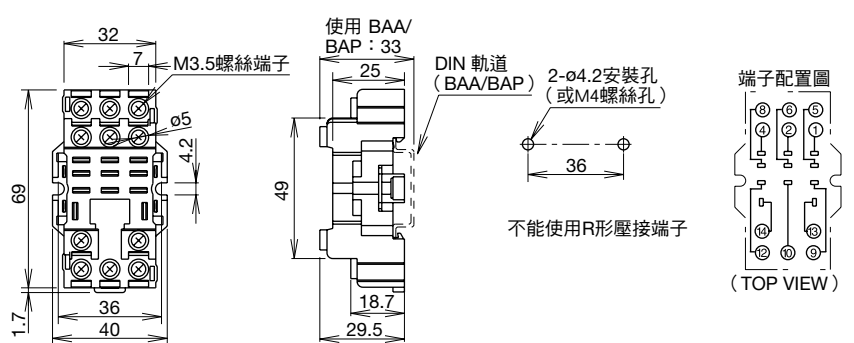 32
7
M3.5螺絲端子
ø5
4.2
69
1.7
36
40
使用 BAA/
BAP：33
25
DIN 軌道
（BAA/BAP）
49
18.7
29.5
2-ø4.2安裝孔
（或M4螺絲孔）
36
不能使用R形壓接端子
端子配置圖
⑧ ⑥ ⑤
④ ② ①
⑭ ⑬
⑫ ⑩ ⑨
（TOP VIEW）